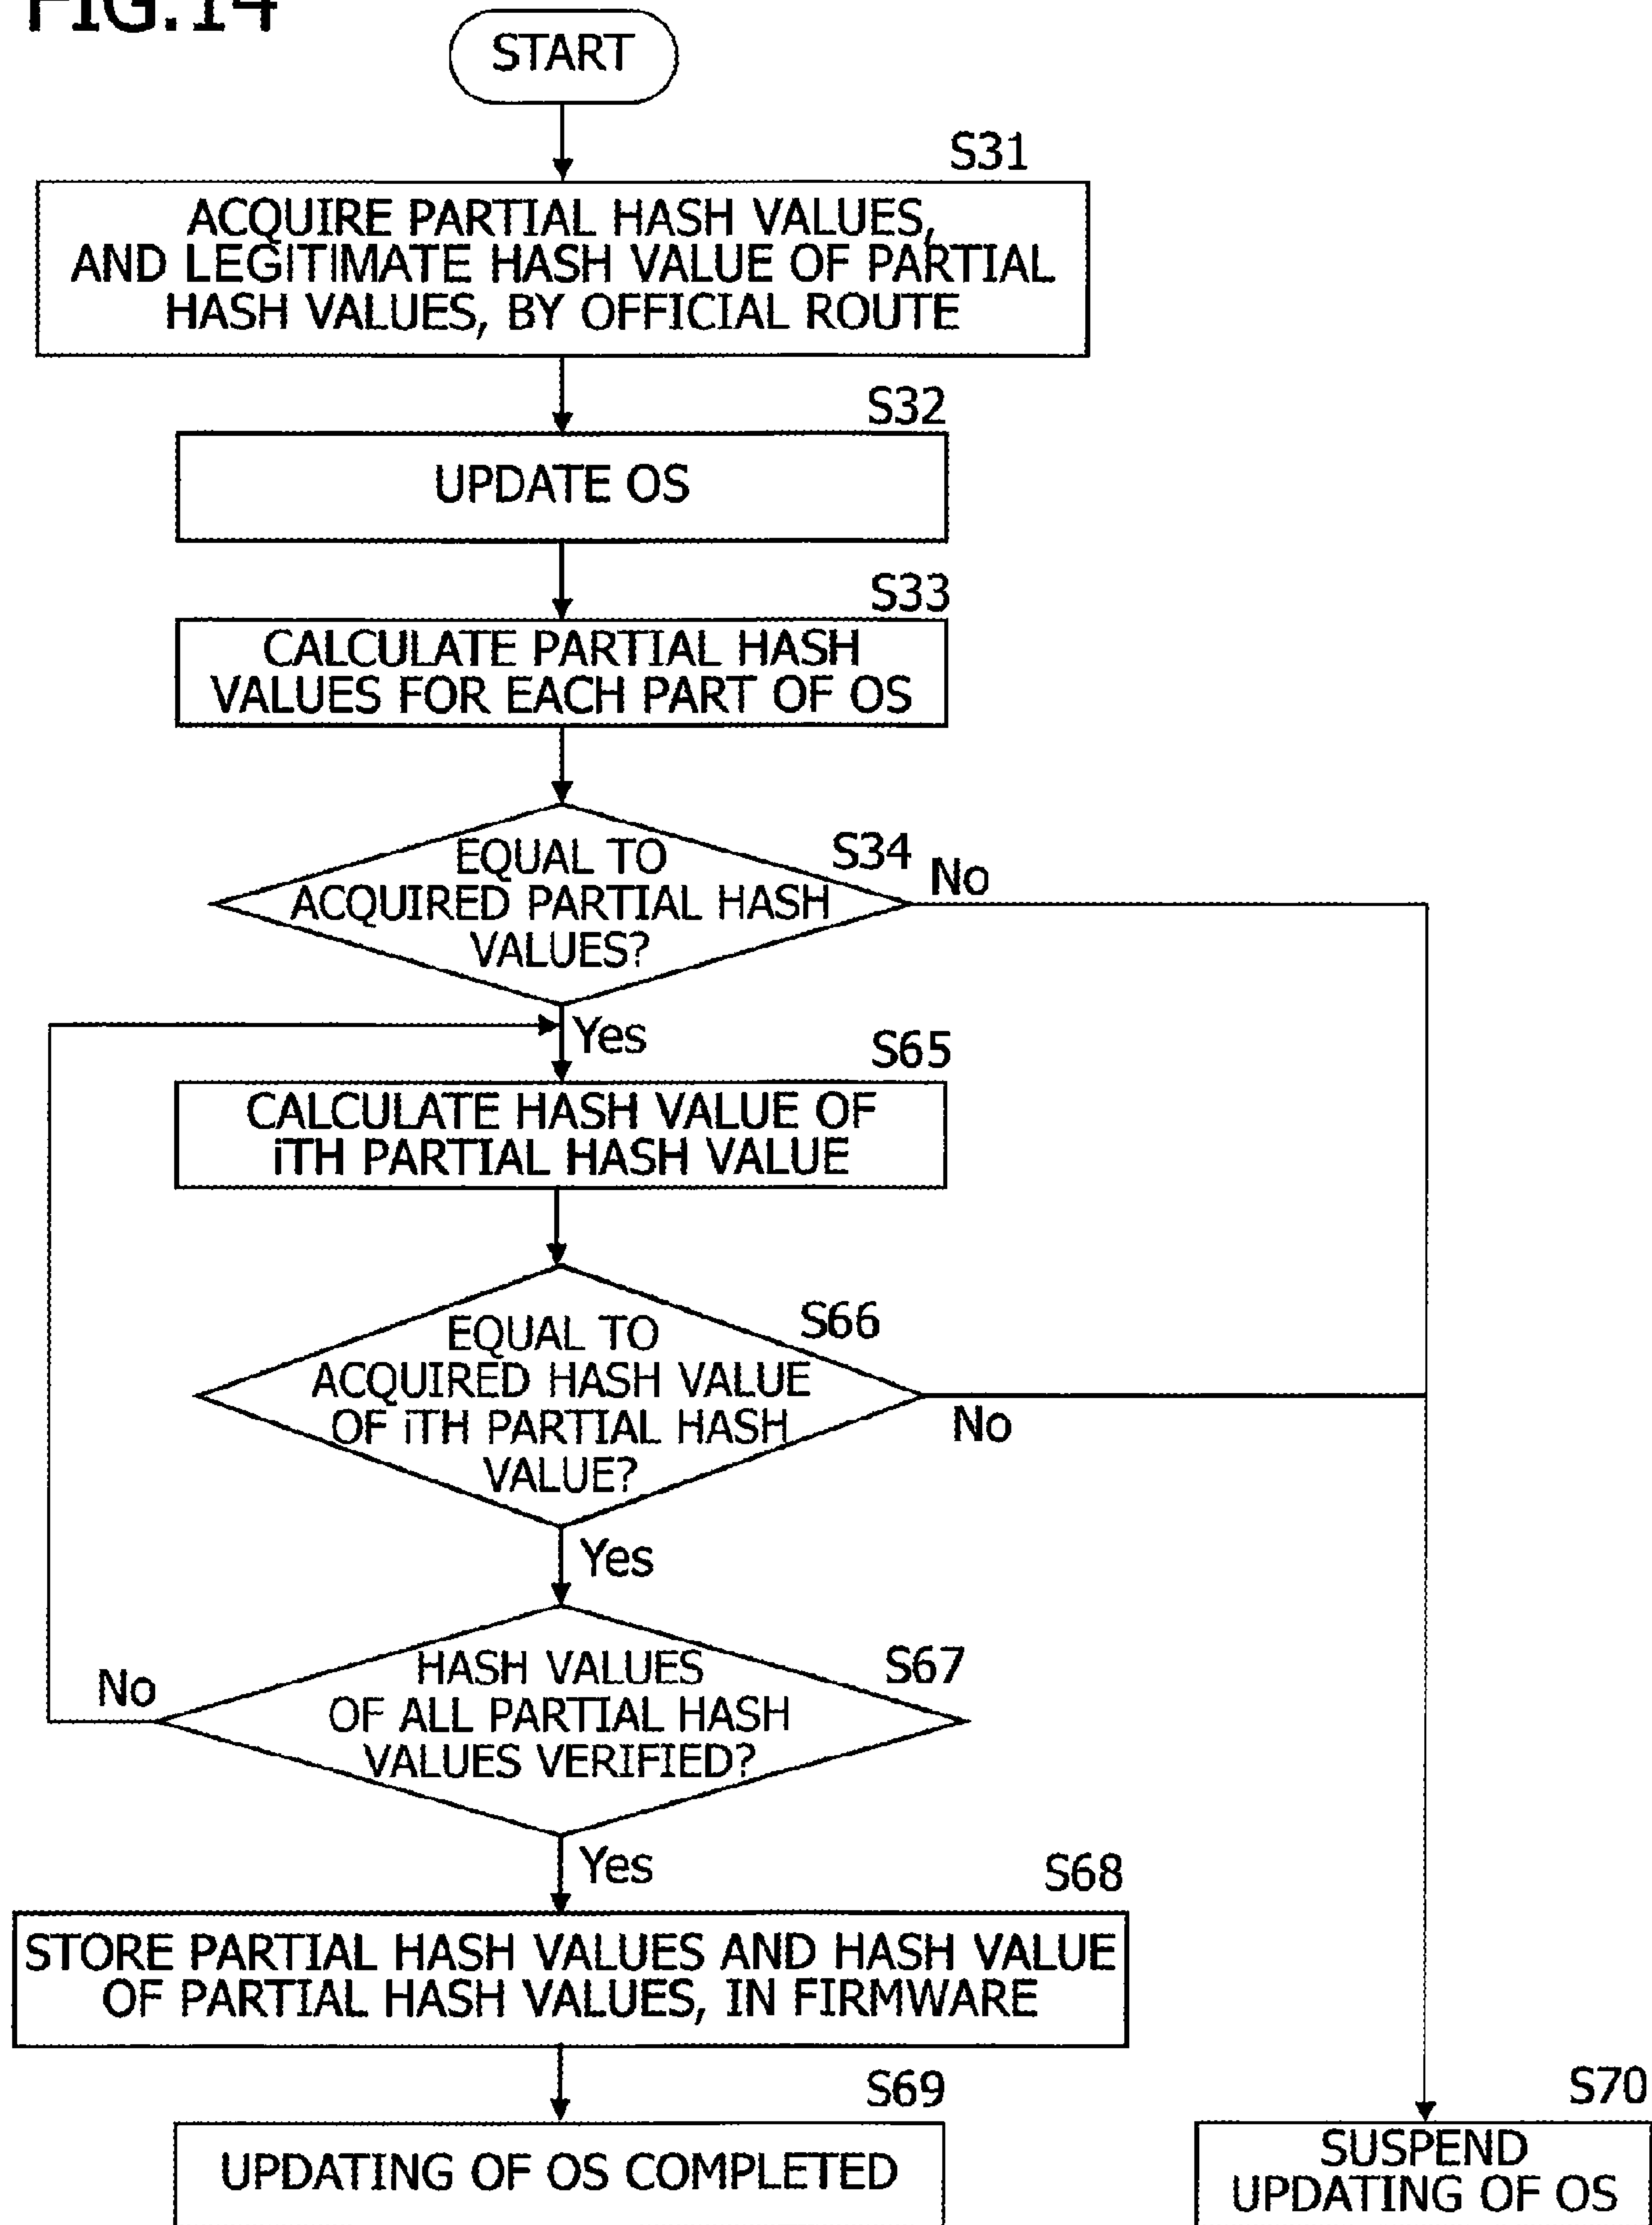 FIG.14
START
S31
ACQUIRE PARTIAL HASH VALUES,
AND LEGITIMATE HASH VALUE OF PARTIAL
HASH VALUES, BY OFFICIAL ROUTE
S32
UPDATE OS
S33
CALCULATE PARTIAL HASH
VALUES FOR EACH PART OF OS
S34
EQUAL TO
ACQUIRED PARTIAL HASH
VALUES?
No
Yes
S65
CALCULATE HASH VALUE OF
iTH PARTIAL HASH VALUE
S66
EQUAL TO
ACQUIRED HASH VALUE
OF iTH PARTIAL HASH
VALUE?
No
Yes
S67
HASH VALUES
OF ALL PARTIAL HASH
VALUES VERIFIED?
No
Yes
S68
STORE PARTIAL HASH VALUES AND HASH VALUE
OF PARTIAL HASH VALUES, IN FIRMWARE
S69
UPDATING OF OS COMPLETED
S70
SUSPEND
UPDATING OF OS